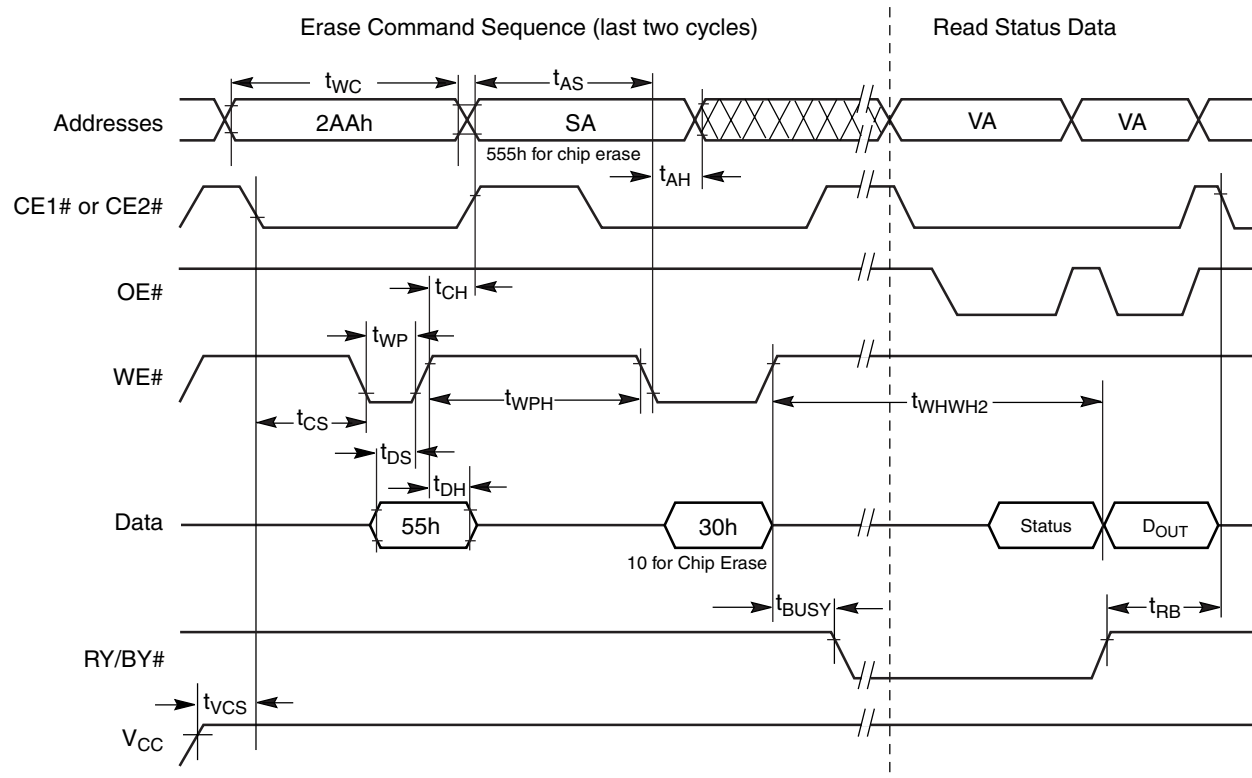 Erase Command Sequence (last two cycles)
Read Status Data
tWC
tAS
Addresses
2AAh
SA
VA
VA
555h for chip erase
tAH
CE1# or CE2#
OE#
tCH
tWP
WE#
tWPH
tWHWH2
tCS
tDS
tDH
Data
55h
30h
Status
DOUT
10 for Chip Erase
tBUSY
tRB
RY/BY#
tVCS
VCC